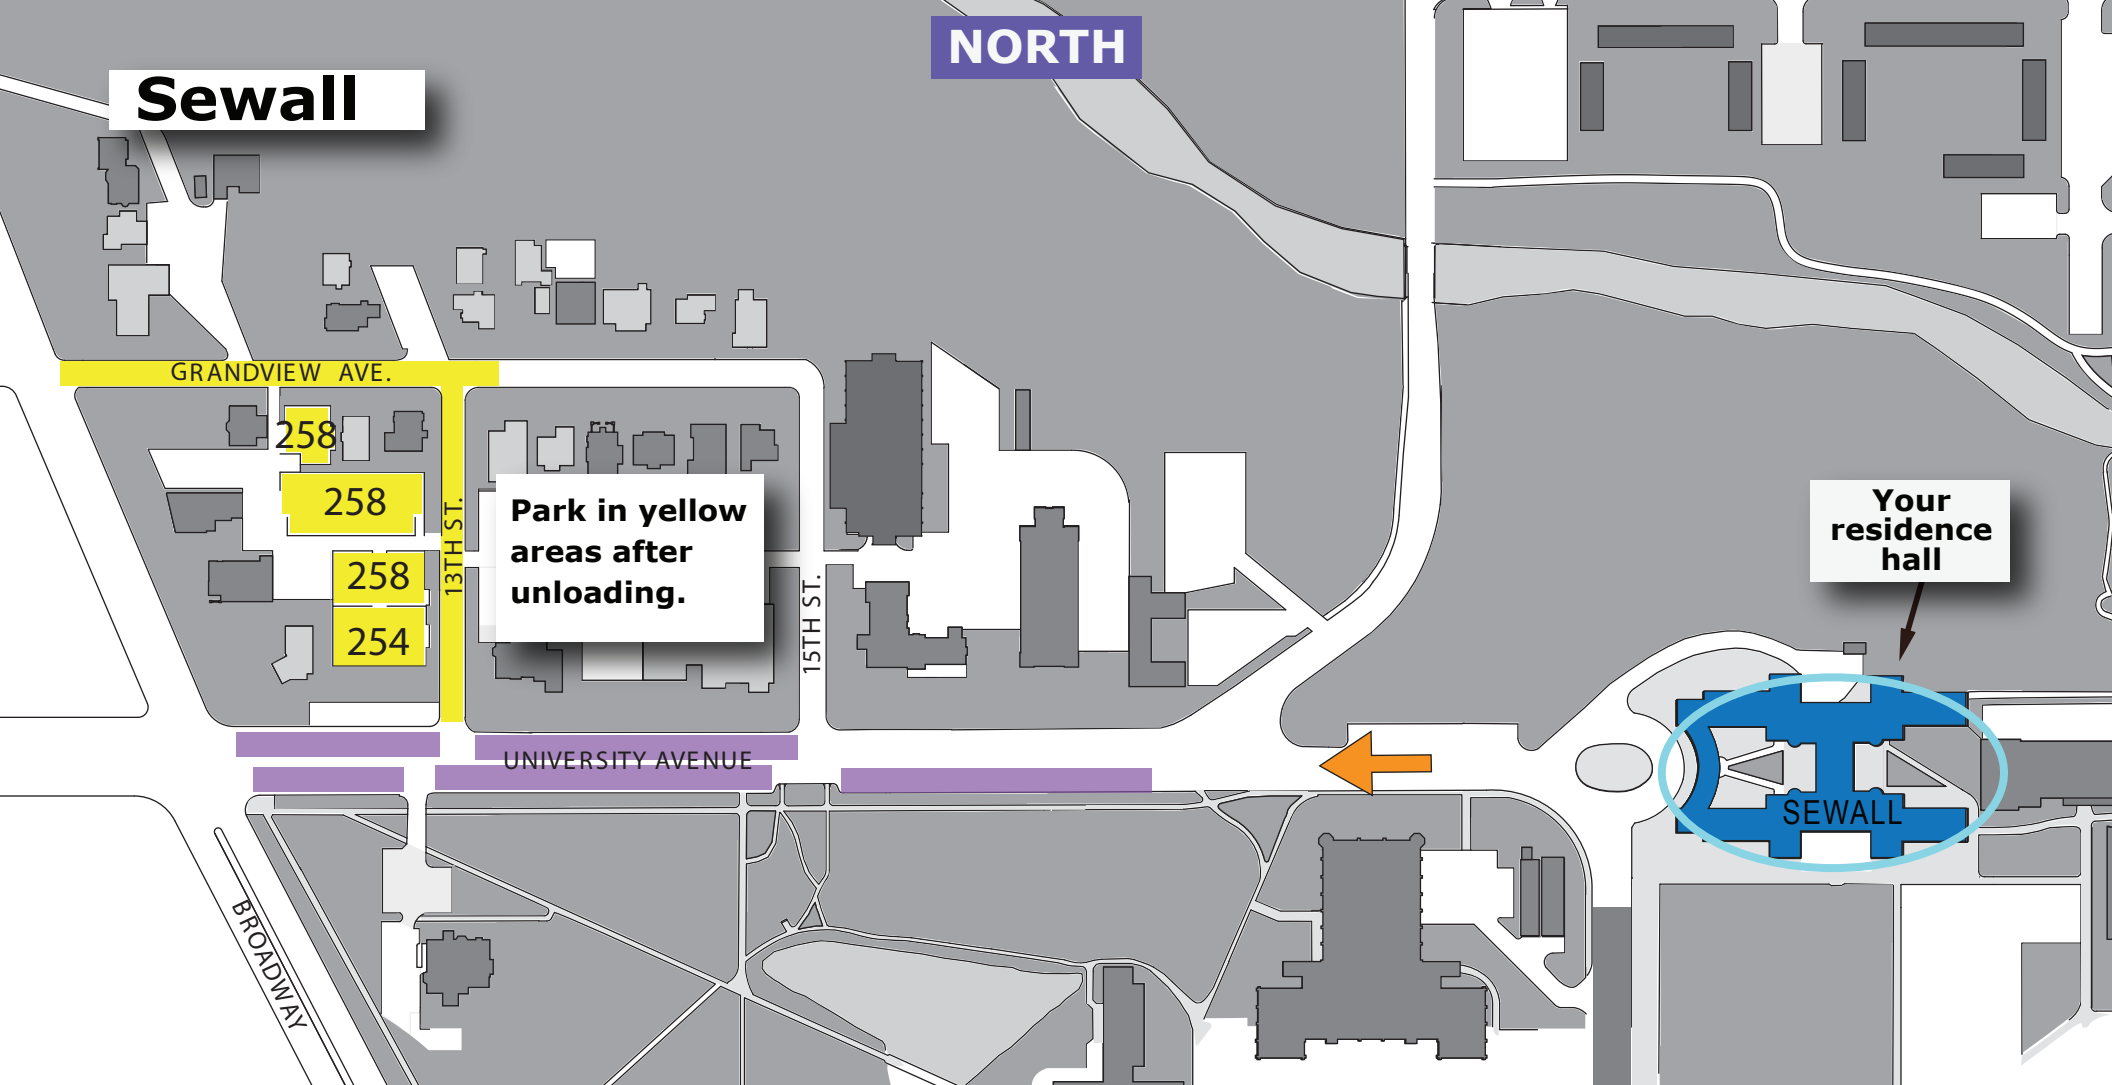 NORTH
Sewall
GRANDVIEW AVE.
258
258
258
254
13TH ST.
Park in yellow
areas after
unloading.
15TH ST.
Your
residence
hall
UNIVERSITY AVENUE
SEWALL
BROADWAY